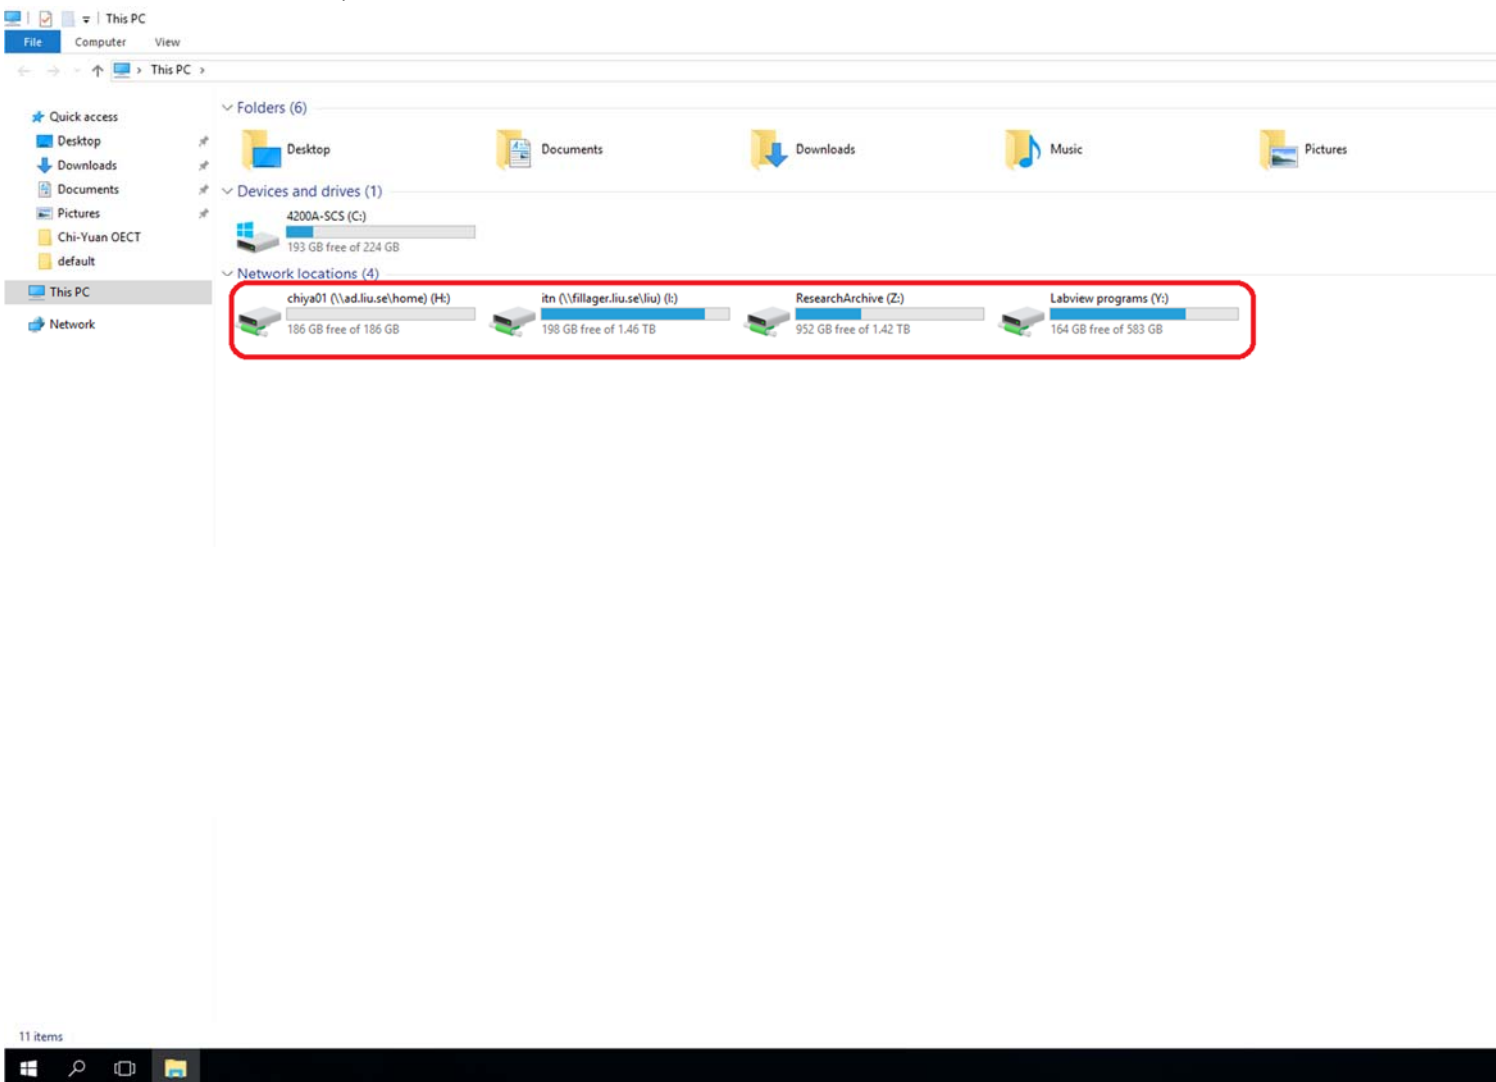 This PC
File Computer View
This PC
Quick access
Desktop
Downloads
Documents
Pictures
Chi-Yuan OECT
default
This PC
Network
Folders (6)
Desktop Documents Downloads Music Pictures
Devices and drives (1)
4200A-SCS (C:)
193 GB free of 224 GB
Network locations (4)
chiya01 (\\ad.liu.se\home) (H:)
186 GB free of 186 GB
itn (\\fillager.liu.se\liu) (I:)
198 GB free of 1.46 TB
ResearchArchive (Z:)
952 GB free of 1.42 TB
Labview programs (Y:)
164 GB free of 583 GB
11 items